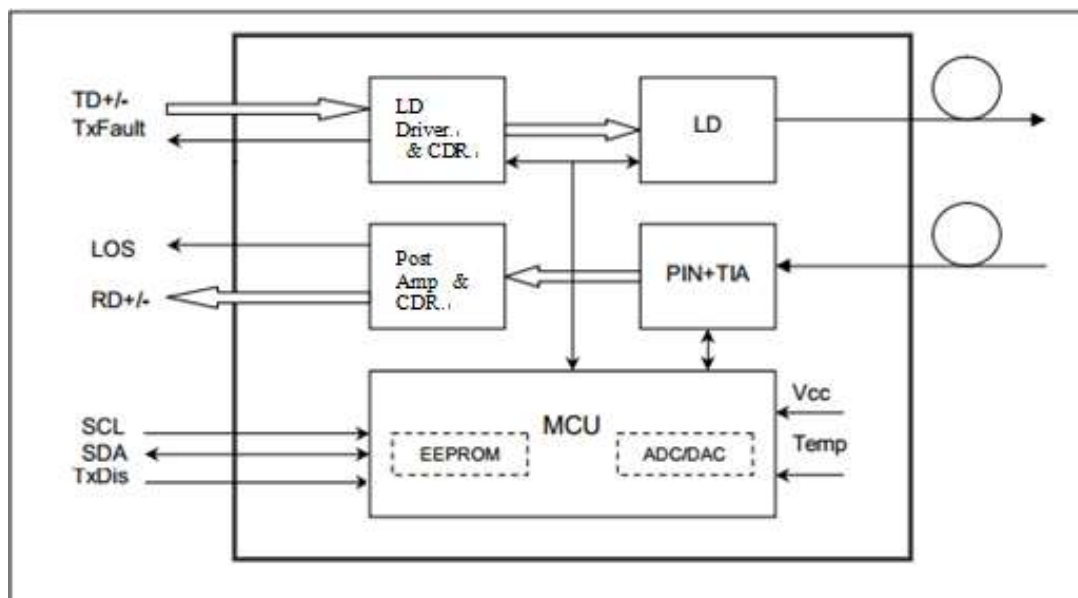 TD+/-
TxFault
LD
Driver
& CDR
LD
LOS
RD+/-
Post
Amp &
CDR
PIN+TIA
SCL
SDA
TxDis
MCU
EEPROM
ADC/DAC
Vcc
Temp